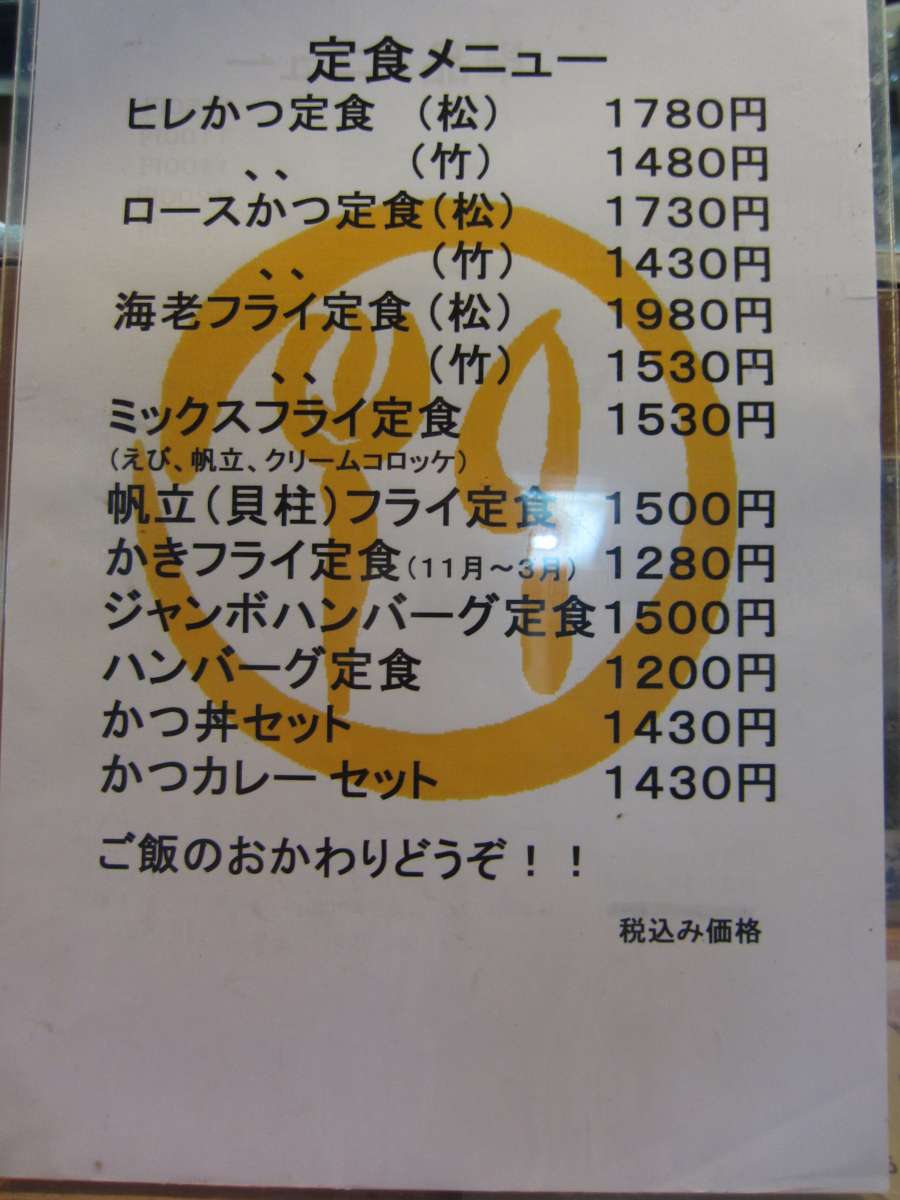 定食メニュー
ヒレかつ定食 （松） 1780円
、、 （竹） 1480円
ロースかつ定食（松） 1730円
、、 （竹） 1430円
海老フライ定食（松） 1980円
、、 （竹） 1530円
ミックスフライ定食 1530円
（えび、帆立、クリームコロッケ）
帆立（貝柱）フライ定食 1500円
かきフライ定食（11月～3月） 1280円
ジャンボハンバーグ定食1500円
ハンバーグ定食 1200円
かつ丼セット 1430円
かつカレーセット 1430円
ご飯のおかわりどうぞ！！
税込み価格